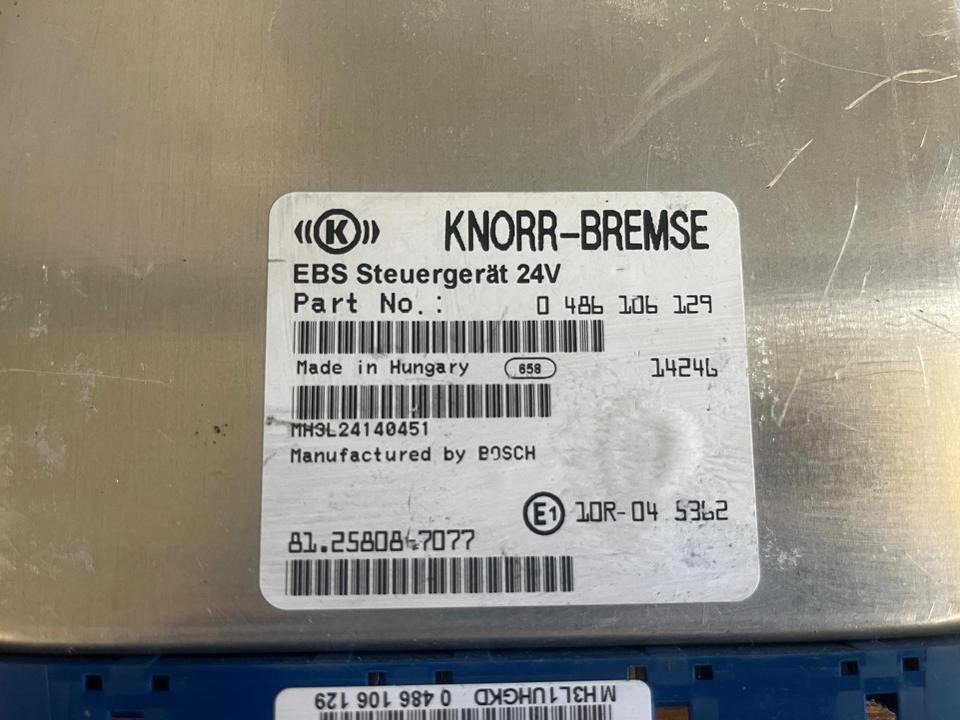 ((K)) KNORR-BREMSE
EBS Steuergerät 24V
Part No.: 0 486 106 129
Made in Hungary 658 14246
MH3L24140451
Manufactured by BOSCH
E1 10R-04 5362
81.25808-7077
MH3L1UHGKD 0 486 106 129